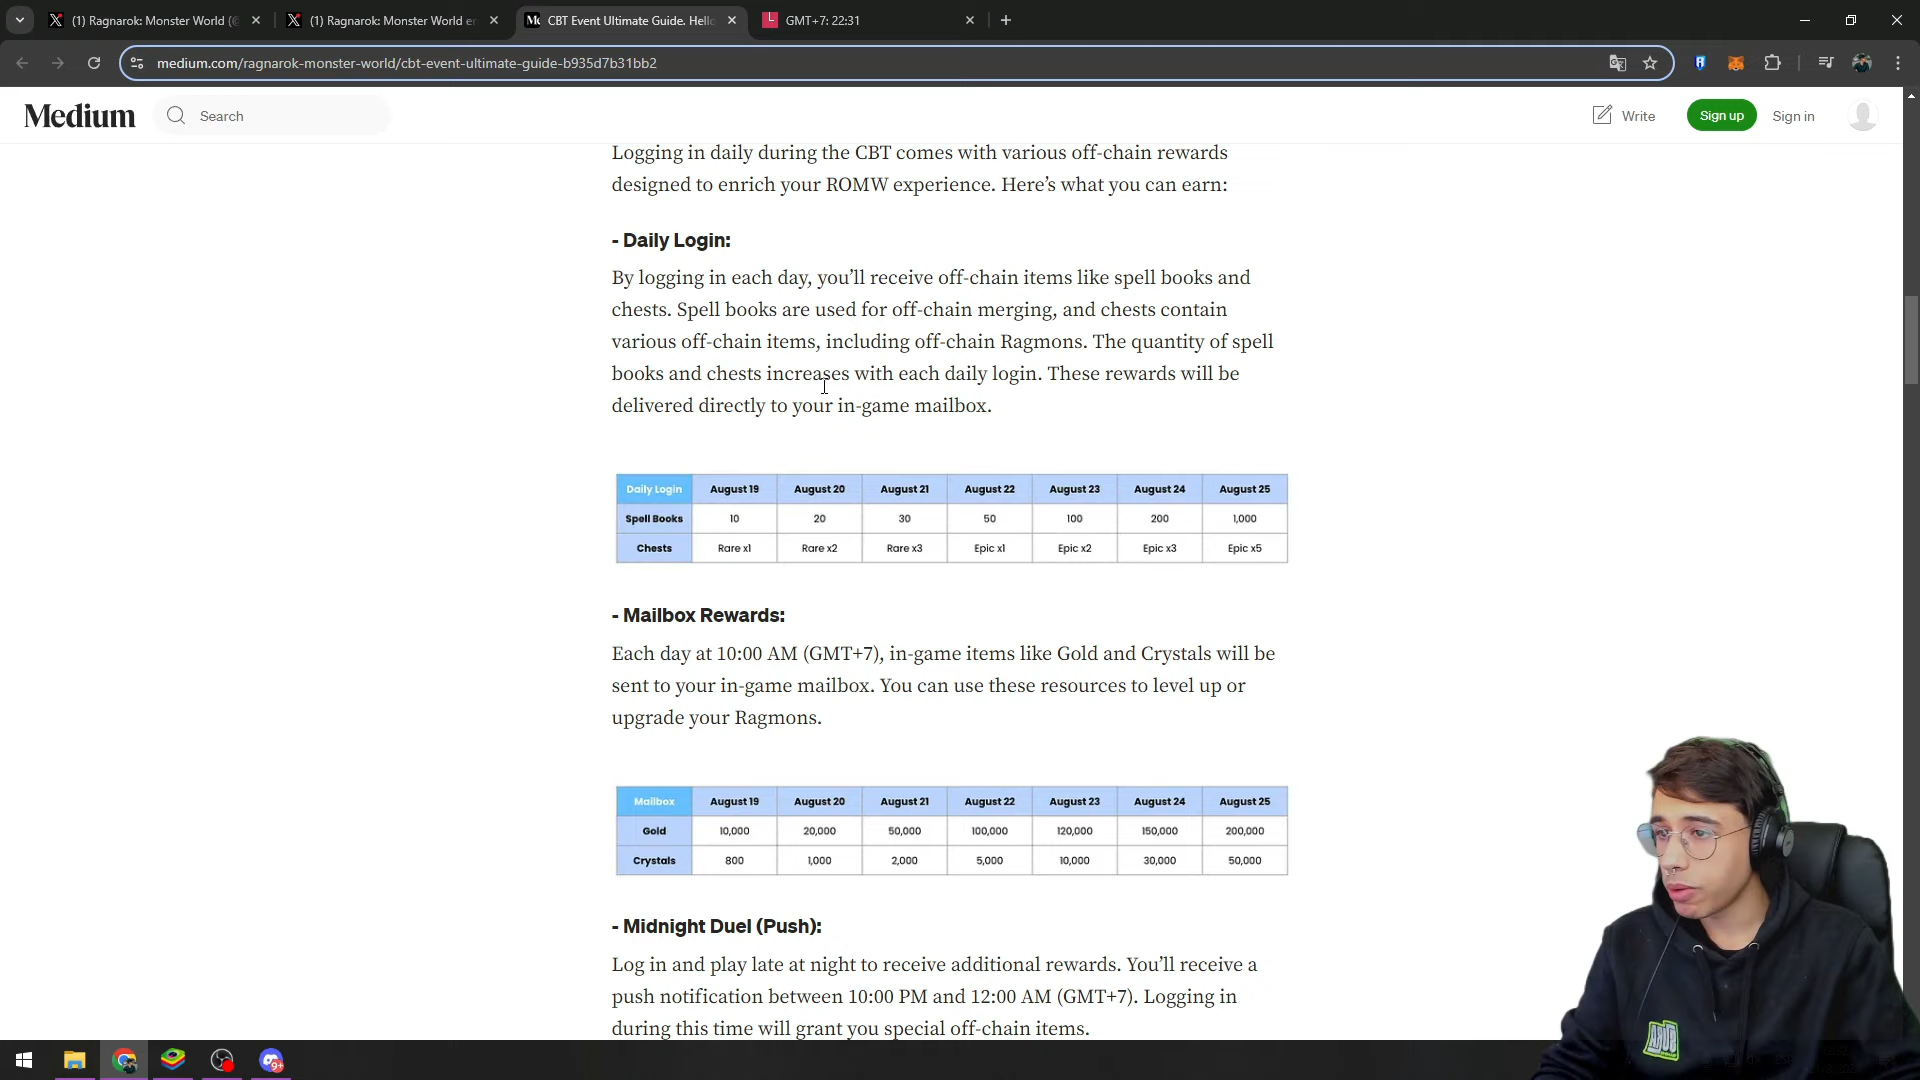 (1) Ragnarok: Monster World (@
(1) Ragnarok: Monster World en
CBT Event Ultimate Guide. Hello
GMT+7: 22:31
medium.com/ragnarok-monster-world/cbt-event-ultimate-guide-b935d7b31bb2
Medium
Search
Write
Sign up
Sign in
Logging in daily during the CBT comes with various off-chain rewards
designed to enrich your ROMW experience. Here’s what you can earn:
- Daily Login:
By logging in each day, you’ll receive off-chain items like spell books and
chests. Spell books are used for off-chain merging, and chests contain
various off-chain items, including off-chain Ragmons. The quantity of spell
books and chests increases with each daily login. These rewards will be
delivered directly to your in-game mailbox.
Daily Login August 19 August 20 August 21 August 22 August 23 August 24 August 25
Spell Books 10 20 30 50 100 200 1,000
Chests Rare x1 Rare x2 Rare x3 Epic x1 Epic x2 Epic x3 Epic x5
- Mailbox Rewards:
Each day at 10:00 AM (GMT+7), in-game items like Gold and Crystals will be
sent to your in-game mailbox. You can use these resources to level up or
upgrade your Ragmons.
Mailbox August 19 August 20 August 21 August 22 August 23 August 24 August 25
Gold 10,000 20,000 50,000 100,000 120,000 150,000 200,000
Crystals 800 1,000 2,000 5,000 10,000 30,000 50,000
- Midnight Duel (Push):
Log in and play late at night to receive additional rewards. You’ll receive a
push notification between 10:00 PM and 12:00 AM (GMT+7). Logging in
during this time will grant you special off-chain items.
9+